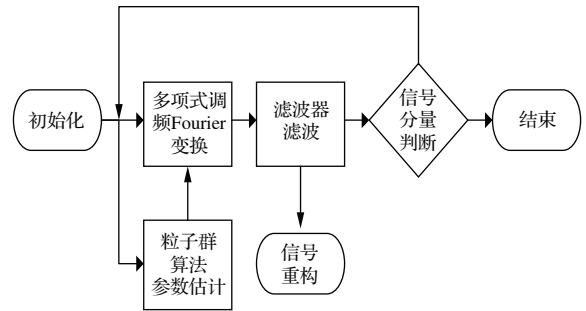 初始化
多项式调
频Fourier
变换
滤波器
滤波
信号
分量
判断
结束
粒子群
算法
参数估计
信号
重构